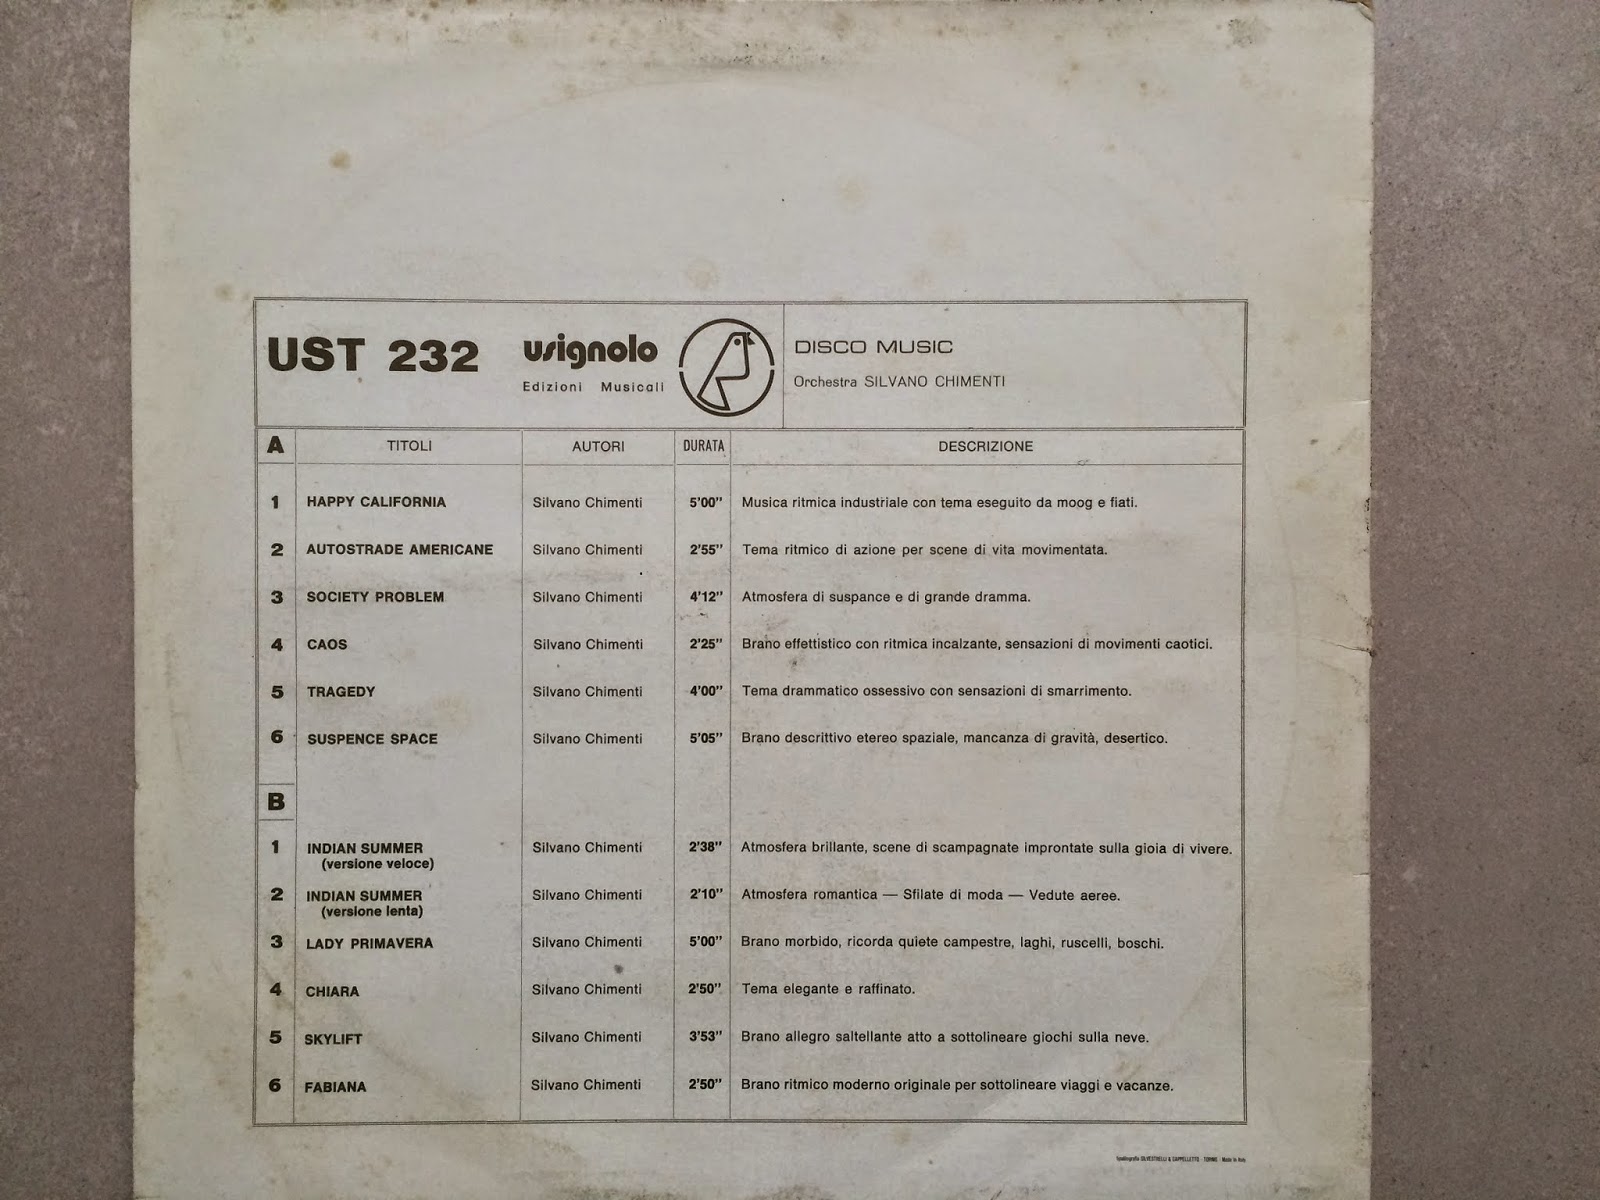 UST 232 usignolo DISCO MUSIC
Edizioni Musicali Orchestra SILVANO CHIMENTI
A TITOLI AUTORI DURATA DESCRIZIONE
1 HAPPY CALIFORNIA Silvano Chimenti 5'00" Musica ritmica industriale con tema eseguito da moog e fiati.
2 AUTOSTRADE AMERICANE Silvano Chimenti 2'55" Tema ritmico di azione per scene di vita movimentata.
3 SOCIETY PROBLEM Silvano Chimenti 4'12" Atmosfera di suspance e di grande dramma.
4 CAOS Silvano Chimenti 2'25" Brano effettistico con ritmica incalzante, sensazioni di movimenti caotici.
5 TRAGEDY Silvano Chimenti 4'00" Tema drammatico ossessivo con sensazioni di smarrimento.
6 SUSPENCE SPACE Silvano Chimenti 5'05" Brano descrittivo etereo spaziale, mancanza di gravità, desertico.
B
1 INDIAN SUMMER Silvano Chimenti 2'38" Atmosfera brillante, scene di scampagnate improntate sulla gioia di vivere.
(versione veloce)
2 INDIAN SUMMER Silvano Chimenti 2'10" Atmosfera romantica — Sfilate di moda — Vedute aeree.
(versione lenta)
3 LADY PRIMAVERA Silvano Chimenti 5'00" Brano morbido, ricorda quiete campestre, laghi, ruscelli, boschi.
4 CHIARA Silvano Chimenti 2'50" Tema elegante e raffinato.
5 SKYLIFT Silvano Chimenti 3'53" Brano allegro saltellante atto a sottolineare giochi sulla neve.
6 FABIANA Silvano Chimenti 2'50" Brano ritmico moderno originale per sottolineare viaggi e vacanze.
SILVESTRELLI & CAPPELLETTO - TORINO - Made in Italy